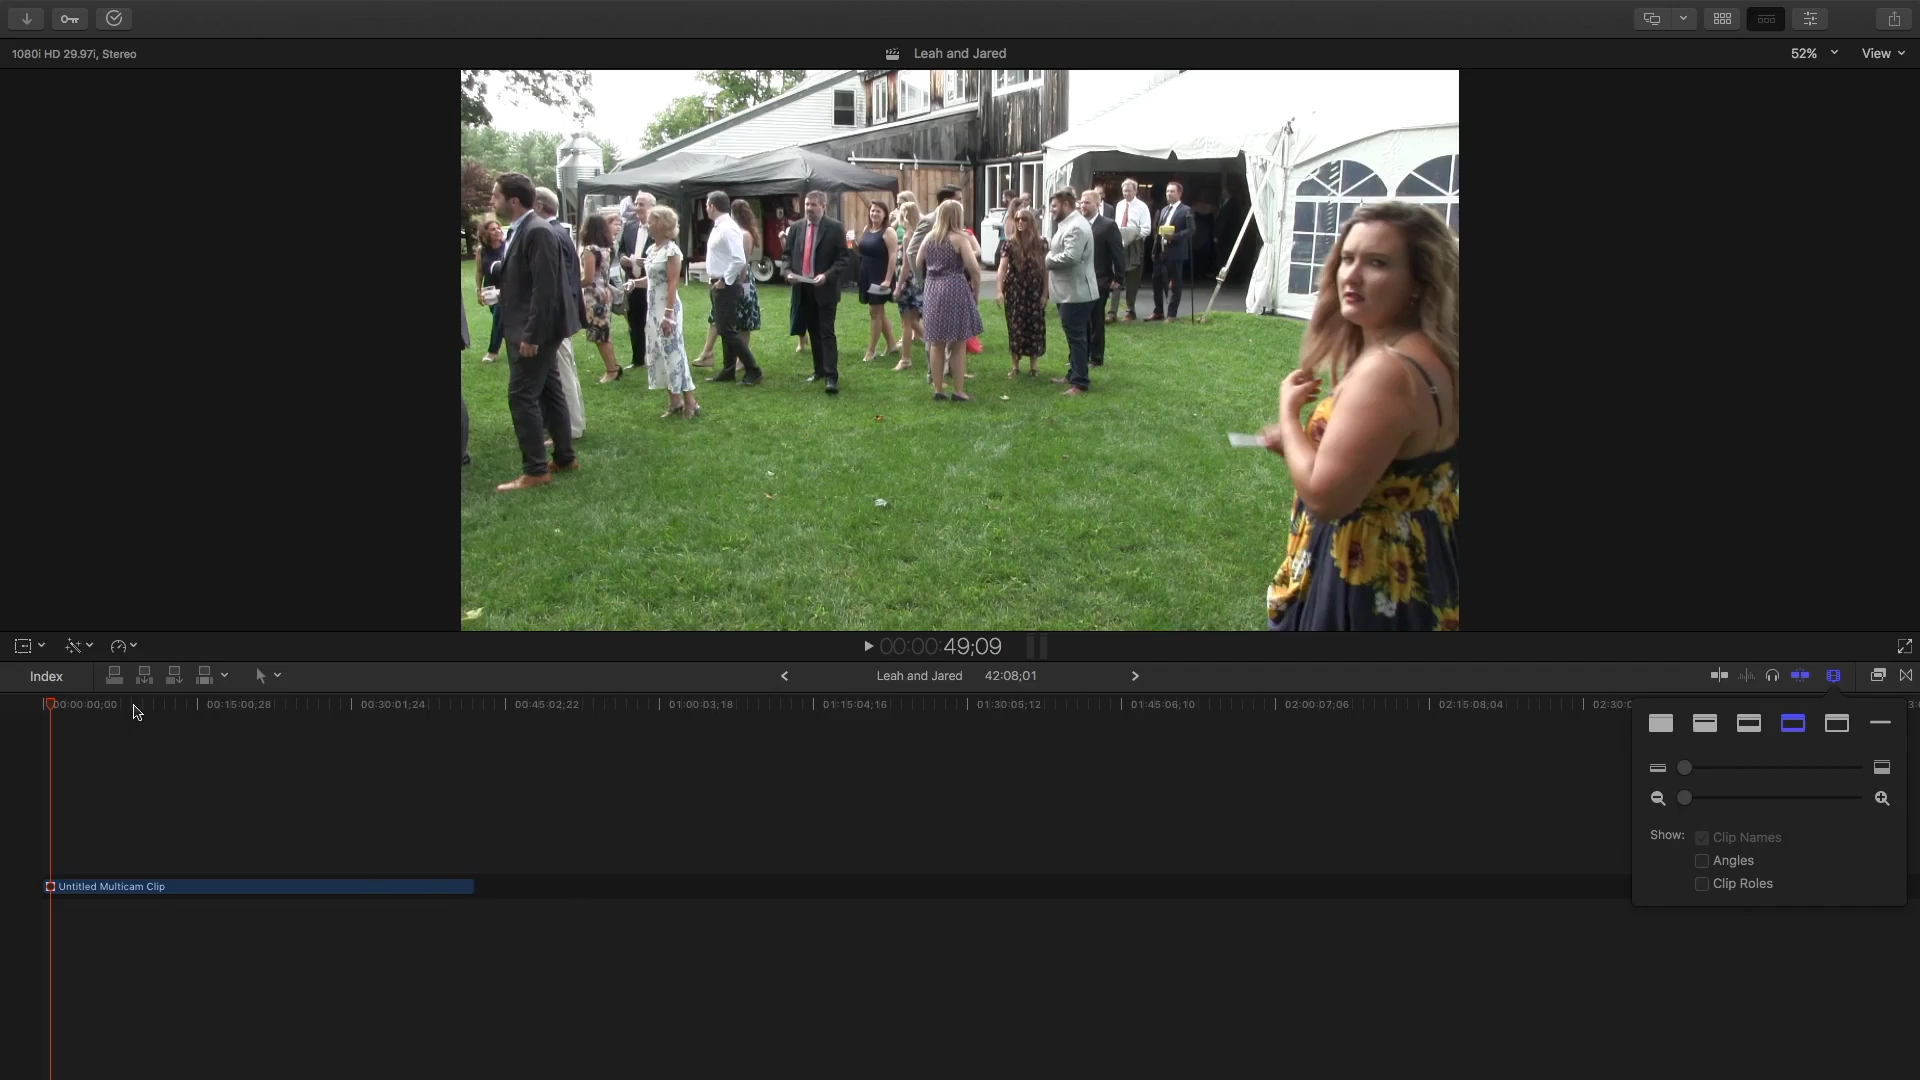 1080i HD 29.97i, Stereo
Leah and Jared
52%
View
00:00:49;09
Index
Leah and Jared
42:08;01
00:00:00;00
00:15:00;28
00:30:01;24
00:45:02;22
01:00:03;18
01:15:04;16
01:30:05;12
01:45:06;10
02:00:07;06
02:15:08;04
02:30:0
Untitled Multicam Clip
Show:
Clip Names
Angles
Clip Roles